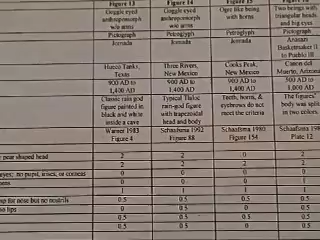 Figure 13 Figure 14 Figure 15 Figure 16
Goggle eyed anthropomorph w/o arms
Goggle eyed anthropomorph w/o arms
Ogre like being with horns
Two beings with triangular heads and big eyes
Pictograph Petroglyph Petroglyph Pictograph
Jornada Jornada Jornada
Anasazi Basketmaker II to Pueblo III
Hueco Tanks, Texas
Three Rivers, New Mexico
Cooks Peak, New Mexico
Canon del Muerto, Arizona
900 AD to 1,400 AD
900 AD to 1,400 AD
900 AD to 1,400 AD
Classic rain god figure painted in black and white inside a cave
Typical Tlaloc rain-god figure with trapezoidal head and body
Teeth, horns, & eyebrows do not meet the criteria
The figures' body was split in two colors.
Warner 1983 Figure 4
Schaafsma 1992 Figure 88
Schaafsma 1980 Figure 154
Schaafsma 1980 Plate 12
pear shaped head 2 2 0
2 2 2 2
eyes: no pupil, irises, or corneas 0 0 0
0 0 0
1 1 1 1
for nose but no nostrils 0.5 0.5 0.5 0.5
no lips 0 0 0
0.5 0.5 0.5 0.5
0.5 0.5 0.5 0.5